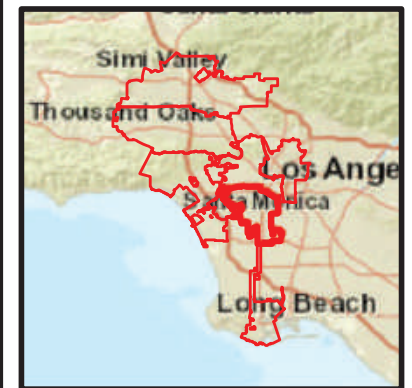 Simi Valley
Thousand Oaks
Los Ange
Santa Monica
Long Beach